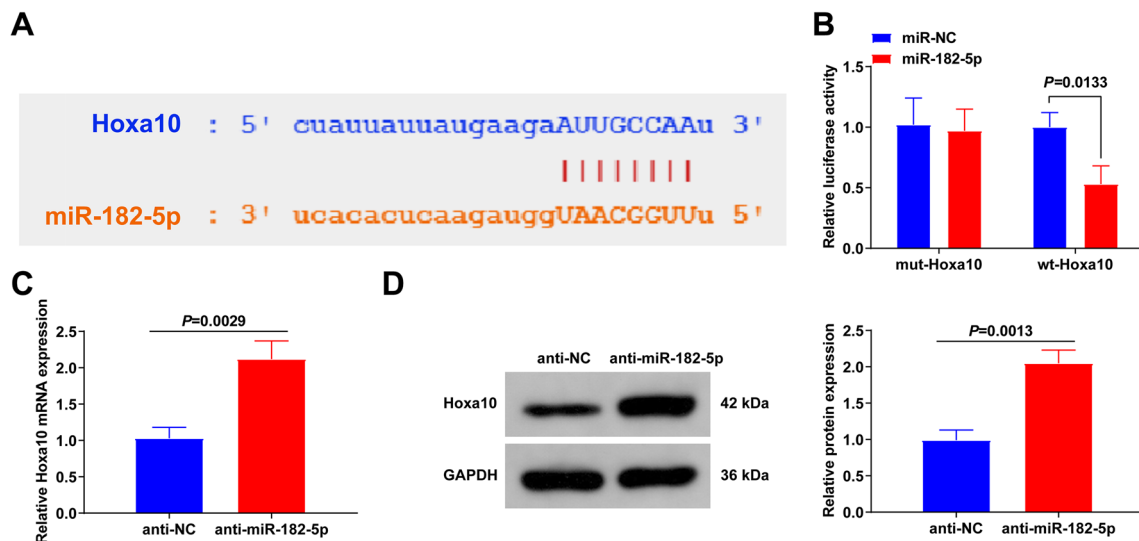 A
Hoxa10 : 5' cuauuauuaugaagaAUUGCCAAu 3'
miR-182-5p : 3' ucacacucaagauggUAACGGUUu 5'
B
miR-NC
miR-182-5p
Relative luciferase activity
1.5
1.0
0.5
0.0
P=0.0133
mut-Hoxa10 wt-Hoxa10
C
Relative Hoxa10 mRNA expression
2.5
2.0
1.5
1.0
0.5
0.0
P=0.0029
anti-NC anti-miR-182-5p
D
anti-NC anti-miR-182-5p
Hoxa10 42 kDa
GAPDH 36 kDa
Relative protein expression
2.5
2.0
1.5
1.0
0.5
0.0
P=0.0013
anti-NC anti-miR-182-5p